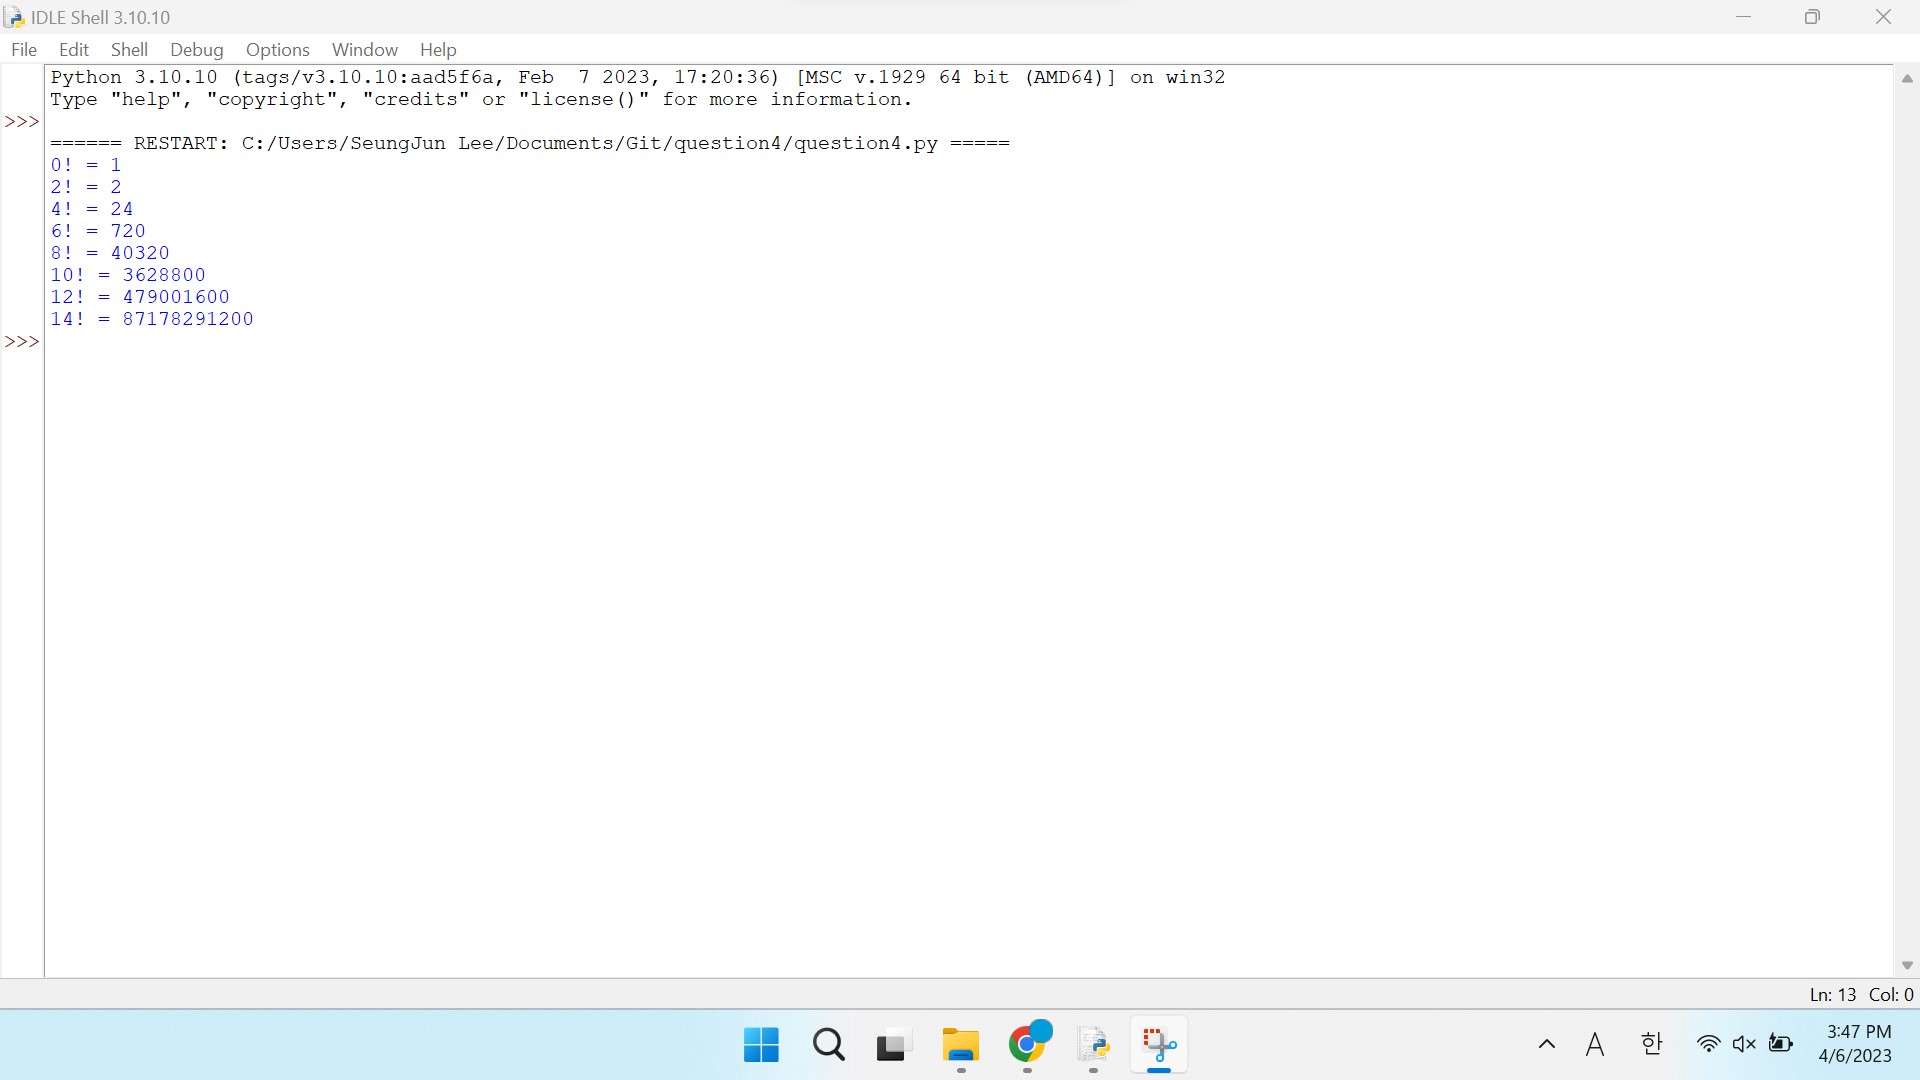 IDLE Shell 3.10.10
File Edit Shell Debug Options Window Help
Python 3.10.10 (tags/v3.10.10:aad5f6a, Feb  7 2023, 17:20:36) [MSC v.1929 64 bit (AMD64)] on win32
Type "help", "copyright", "credits" or "license()" for more information.
>>>
====== RESTART: C:/Users/SeungJun Lee/Documents/Git/question4/question4.py =====
0! = 1
2! = 2
4! = 24
6! = 720
8! = 40320
10! = 3628800
12! = 479001600
14! = 87178291200
>>>
Ln: 13 Col: 0
A 한 3:47 PM
4/6/2023